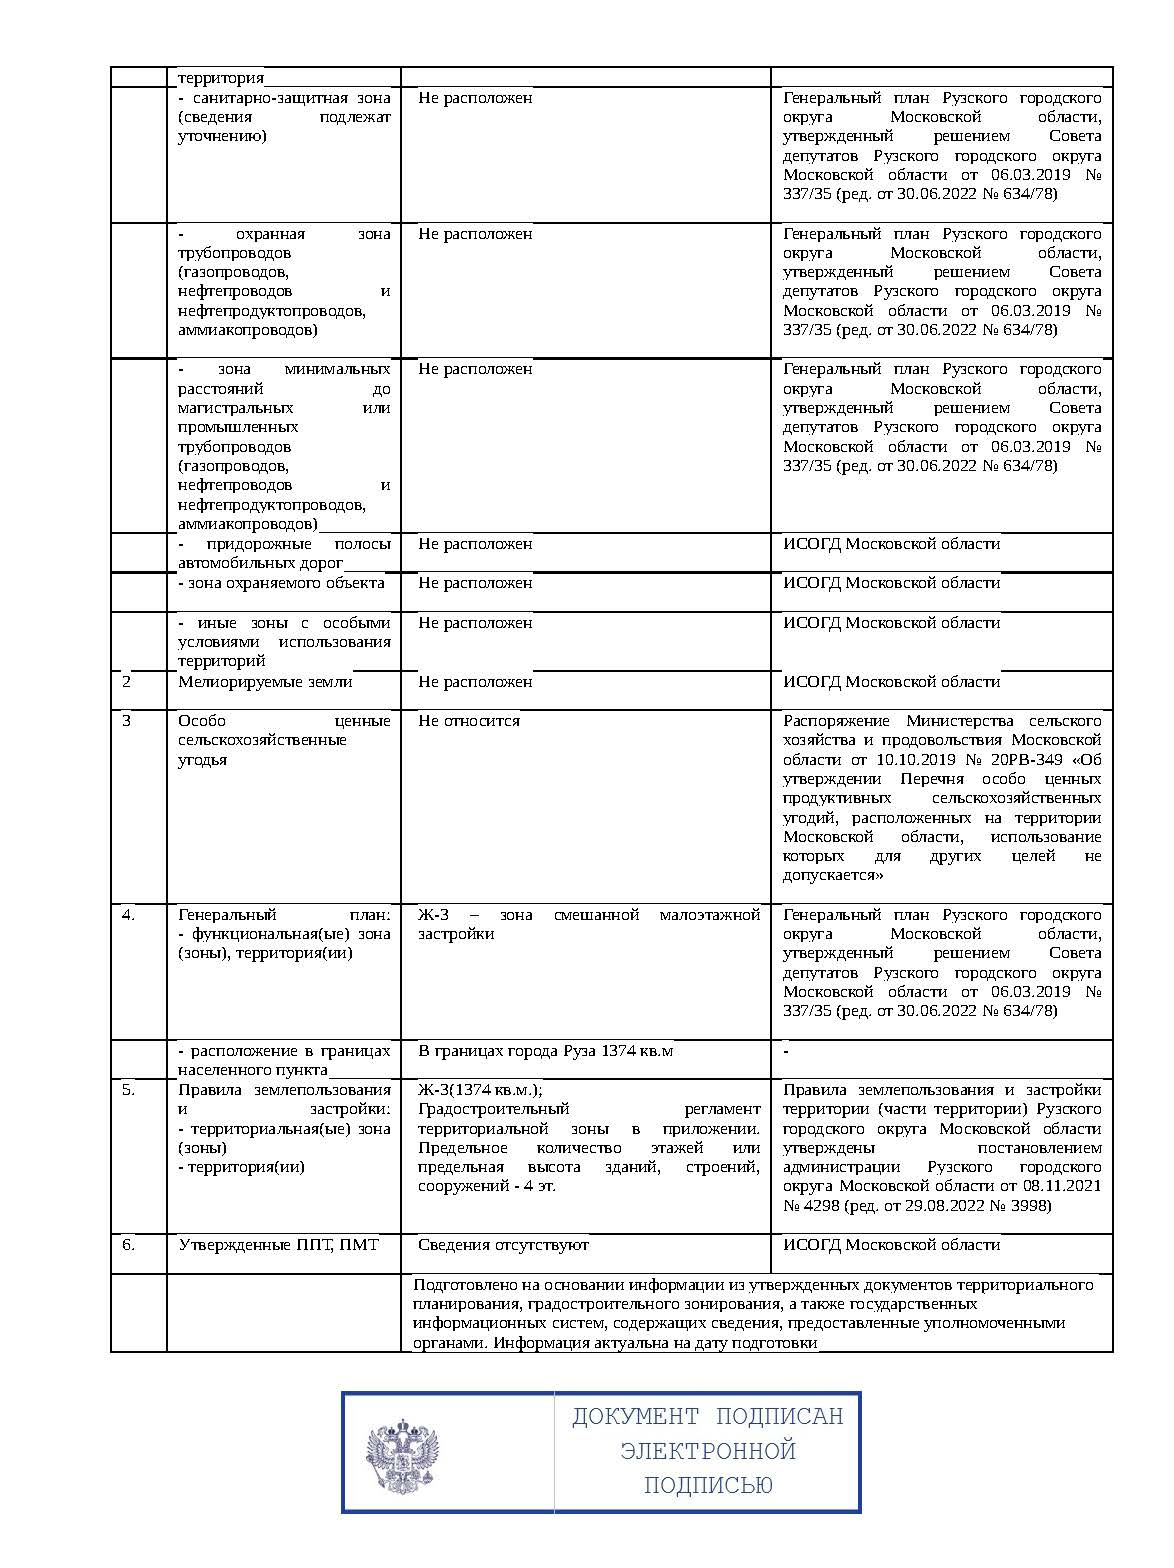 территория
- санитарно-защитная зона
(сведения подлежат
уточнению)
Не расположен
Генеральный план Рузского городского
округа Московской области,
утвержденный решением Совета
депутатов Рузского городского округа
Московской области от 06.03.2019 №
337/35 (ред. от 30.06.2022 № 634/78)
- охранная зона
трубопроводов
(газопроводов,
нефтепроводов и
нефтепродуктопроводов,
аммиакопроводов)
Не расположен
Генеральный план Рузского городского
округа Московской области,
утвержденный решением Совета
депутатов Рузского городского округа
Московской области от 06.03.2019 №
337/35 (ред. от 30.06.2022 № 634/78)
- зона минимальных
расстояний до
магистральных или
промышленных
трубопроводов
(газопроводов,
нефтепроводов и
нефтепродуктопроводов,
аммиакопроводов)
Не расположен
Генеральный план Рузского городского
округа Московской области,
утвержденный решением Совета
депутатов Рузского городского округа
Московской области от 06.03.2019 №
337/35 (ред. от 30.06.2022 № 634/78)
- придорожные полосы
автомобильных дорог
Не расположен
ИСОГД Московской области
- зона охраняемого объекта
Не расположен
ИСОГД Московской области
- иные зоны с особыми
условиями использования
территорий
Не расположен
ИСОГД Московской области
2
Мелиорируемые земли
Не расположен
ИСОГД Московской области
3
Особо ценные
сельскохозяйственные
угодья
Не относится
Распоряжение Министерства сельского
хозяйства и продовольствия Московской
области от 10.10.2019 № 20РВ-349 «Об
утверждении Перечня особо ценных
продуктивных сельскохозяйственных
угодий, расположенных на территории
Московской области, использование
которых для других целей не
допускается»
4.
Генеральный план:
- функциональная(ые) зона
(зоны), территория(ии)
Ж-3 – зона смешанной малоэтажной
застройки
Генеральный план Рузского городского
округа Московской области,
утвержденный решением Совета
депутатов Рузского городского округа
Московской области от 06.03.2019 №
337/35 (ред. от 30.06.2022 № 634/78)
- расположение в границах
населенного пункта
В границах города Руза 1374 кв.м
-
5.
Правила землепользования
и застройки:
- территориальная(ые) зона
(зоны)
- территория(ии)
Ж-3(1374 кв.м.);
Градостроительный регламент
территориальной зоны в приложении.
Предельное количество этажей или
предельная высота зданий, строений,
сооружений - 4 эт.
Правила землепользования и застройки
территории (части территории) Рузского
городского округа Московской области
утверждены постановлением
администрации Рузского городского
округа Московской области от 08.11.2021
№ 4298 (ред. от 29.08.2022 № 3998)
6.
Утвержденные ППТ, ПМТ
Сведения отсутствуют
ИСОГД Московской области
Подготовлено на основании информации из утвержденных документов территориального
планирования, градостроительного зонирования, а также государственных
информационных систем, содержащих сведения, предоставленные уполномоченными
органами. Информация актуальна на дату подготовки
ДОКУМЕНТ ПОДПИСАН
ЭЛЕКТРОННОЙ
ПОДПИСЬЮ